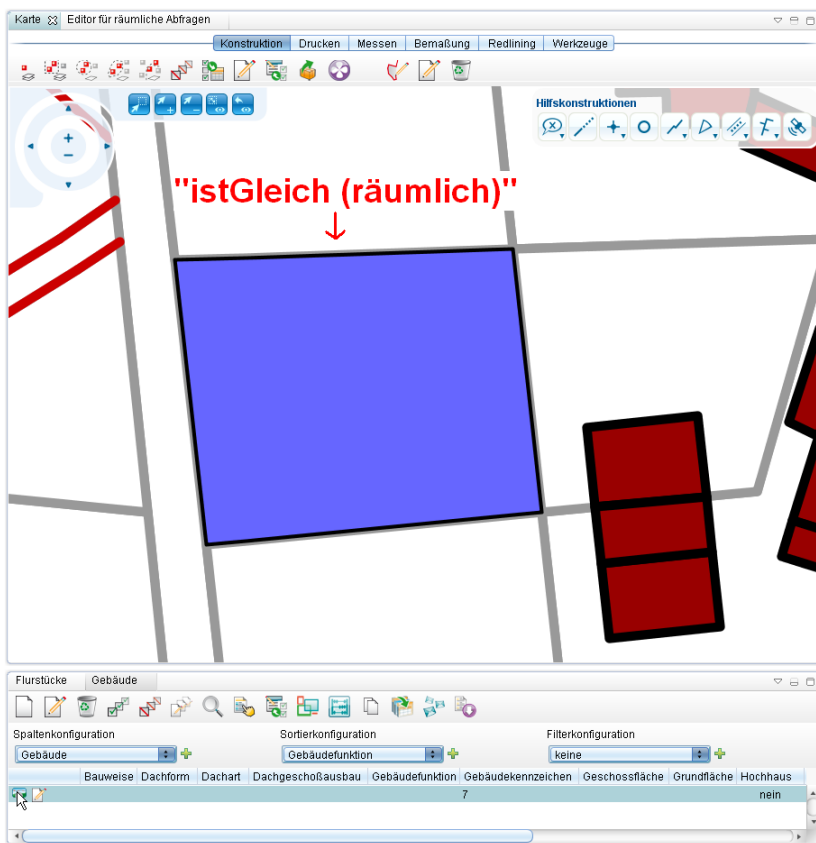 Karte Editor für räumliche Abfragen
Konstruktion Drucken Messen Bemaßung Redlining Werkzeuge
Hilfskonstruktionen
"istGleich (räumlich)"
Flurstücke Gebäude
Spaltenkonfiguration Sortierkonfiguration Filterkonfiguration
Gebäude Gebäudefunktion keine
Bauweise Dachform Dachart Dachgeschoßausbau Gebäudefunktion Gebäudekennzeichen Geschossfläche Grundfläche Hochhaus
7 nein